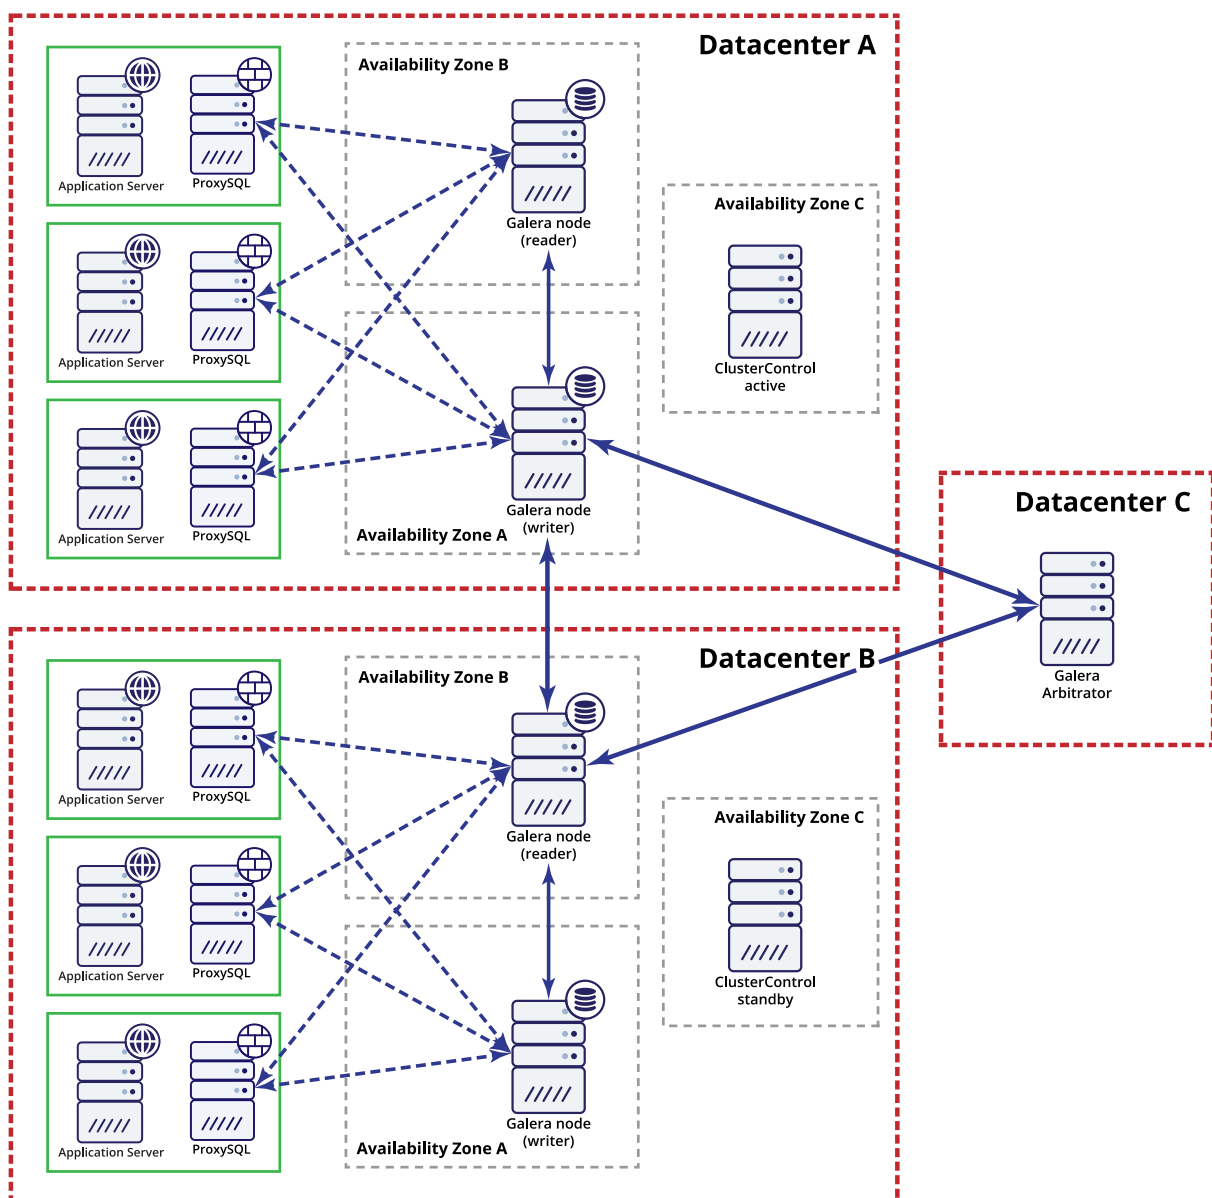 Datacenter A
Availability Zone B
Application Server
ProxySQL
Galera node
(reader)
Availability Zone C
Application Server
ProxySQL
ClusterControl
active
Application Server
ProxySQL
Galera node
(writer)
Availability Zone A
Datacenter C
Galera
Arbitrator
Datacenter B
Availability Zone B
Application Server
ProxySQL
Galera node
(reader)
Availability Zone C
Application Server
ProxySQL
ClusterControl
standby
Application Server
ProxySQL
Galera node
(writer)
Availability Zone A